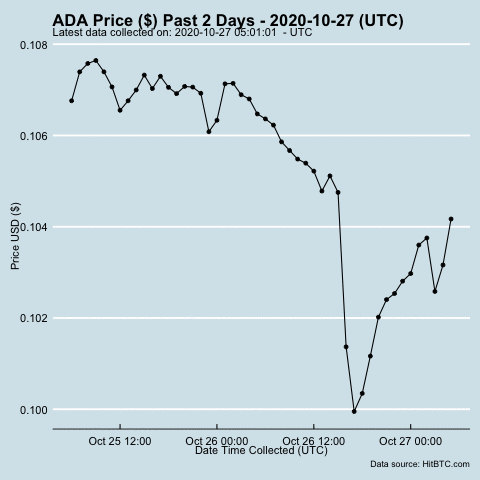 ADA Price ($) Past 2 Days - 2020-10-27 (UTC)
Latest data collected on: 2020-10-27 05:01:01 - UTC
0.108
0.106
0.104
0.102
0.100
Price USD ($)
Oct 25 12:00 Oct 26 00:00 Oct 26 12:00 Oct 27 00:00
Date Time Collected (UTC)
Data source: HitBTC.com